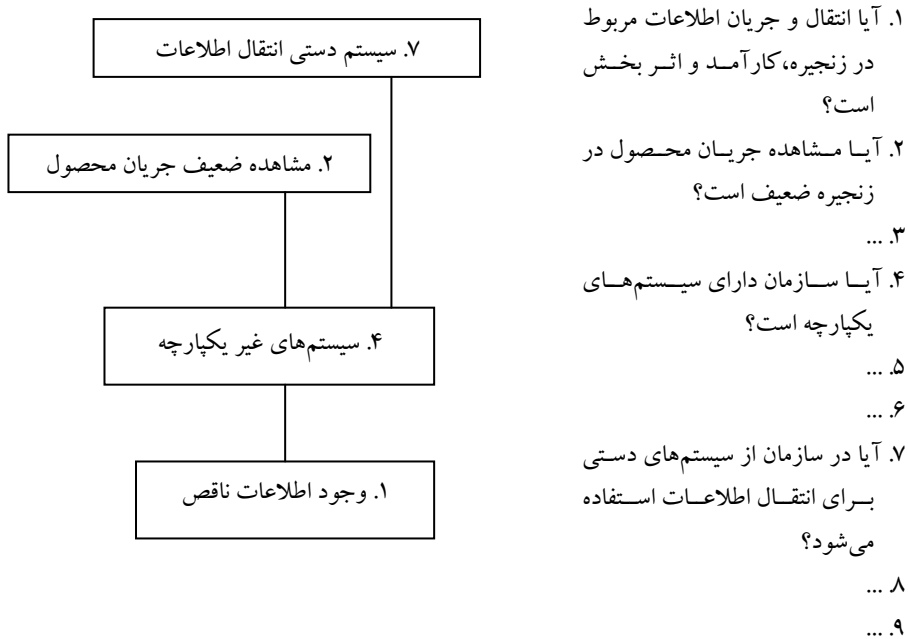 ۱. آیا انتقال و جریان اطلاعات مربوط
در زنجیره،کارآمد و اثر بخش
است؟
۲. آیا مشاهده جریان محصول در
زنجیره ضعیف است؟
۳. ...
۴. آیا سازمان دارای سیستم‌های
یکپارچه است؟
۵. ...
۶. ...
۷. آیا در سازمان از سیستم‌های دستی
برای انتقال اطلاعات استفاده
می‌شود؟
۸. ...
۹. ...
۷. سیستم دستی انتقال اطلاعات
۲. مشاهده ضعیف جریان محصول
۴. سیستم‌های غیر یکپارچه
۱. وجود اطلاعات ناقص